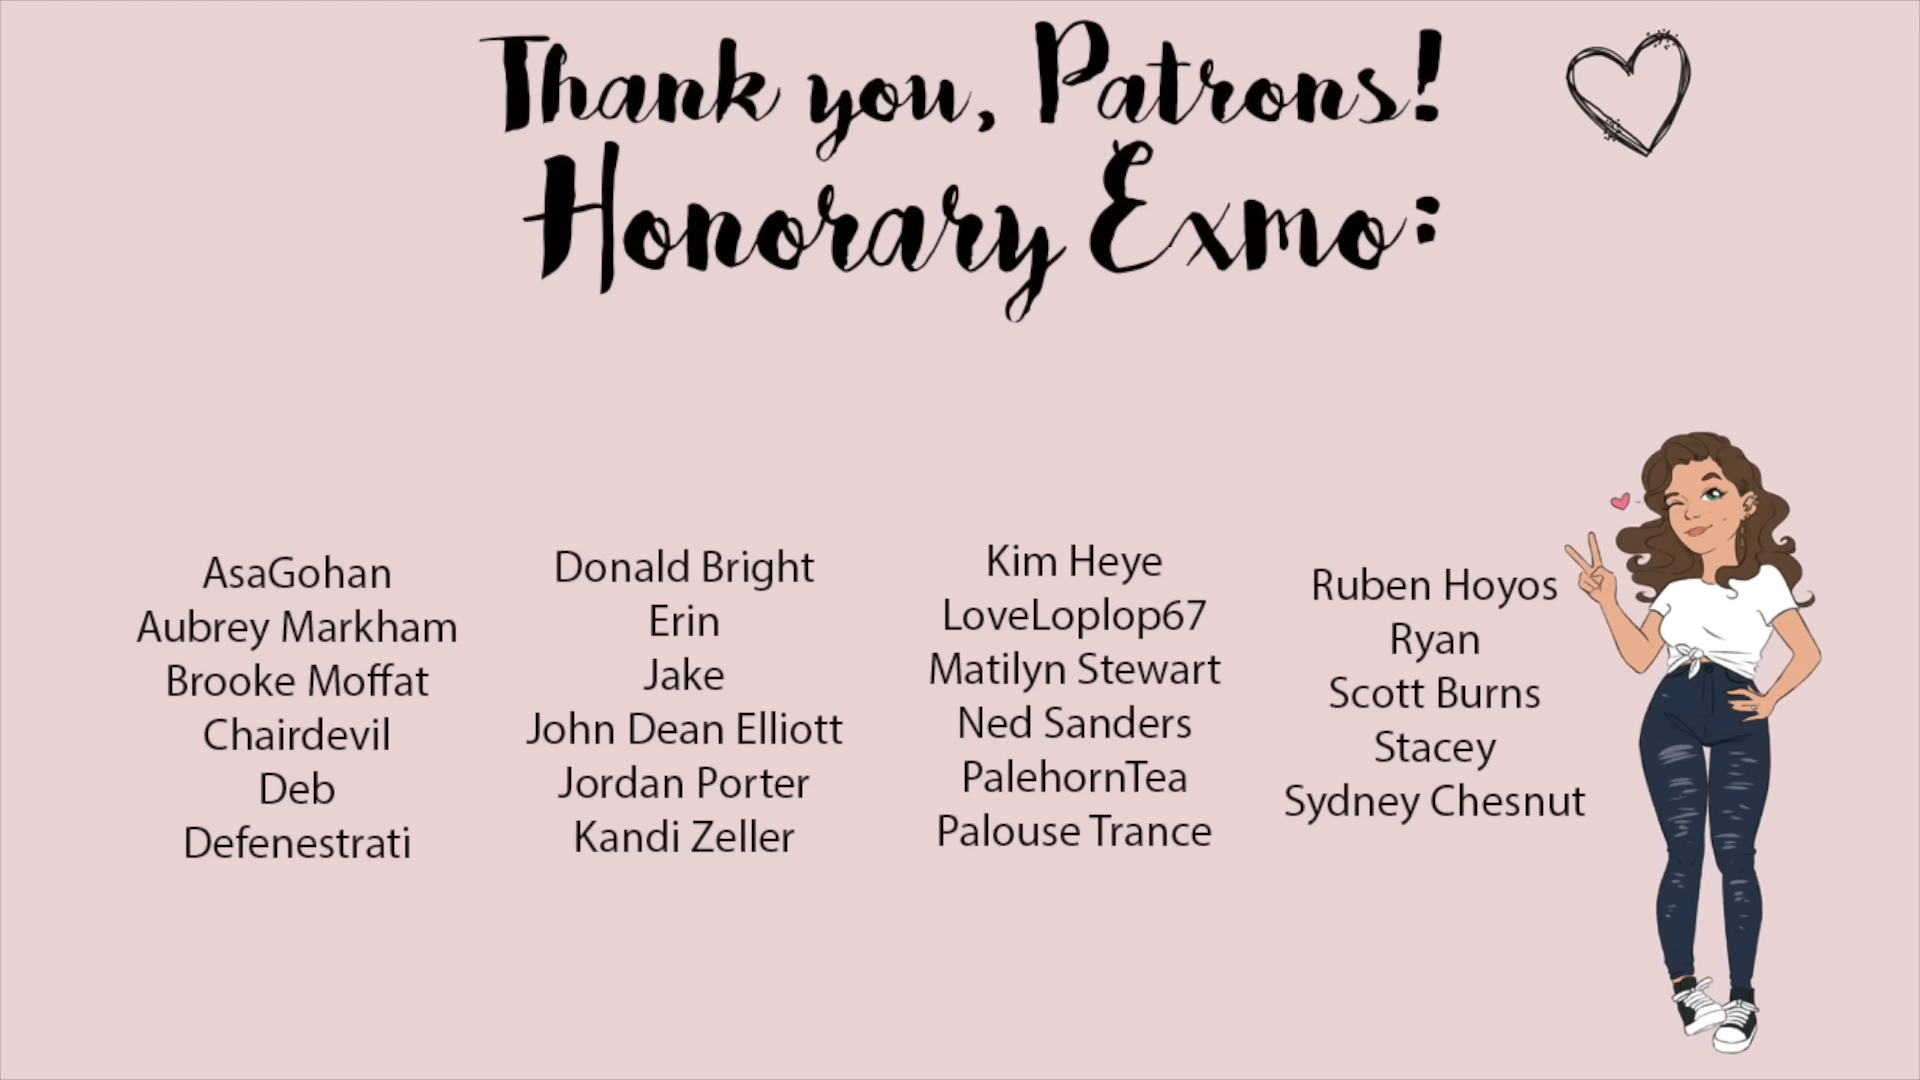 Thank you, Patrons!
Honorary Exmo:
AsaGohan
Aubrey Markham
Brooke Moffat
Chairdevil
Deb
Defenestrati
Donald Bright
Erin
Jake
John Dean Elliott
Jordan Porter
Kandi Zeller
Kim Heye
LoveLoplop67
Matilyn Stewart
Ned Sanders
PalehornTea
Palouse Trance
Ruben Hoyos
Ryan
Scott Burns
Stacey
Sydney Chesnut